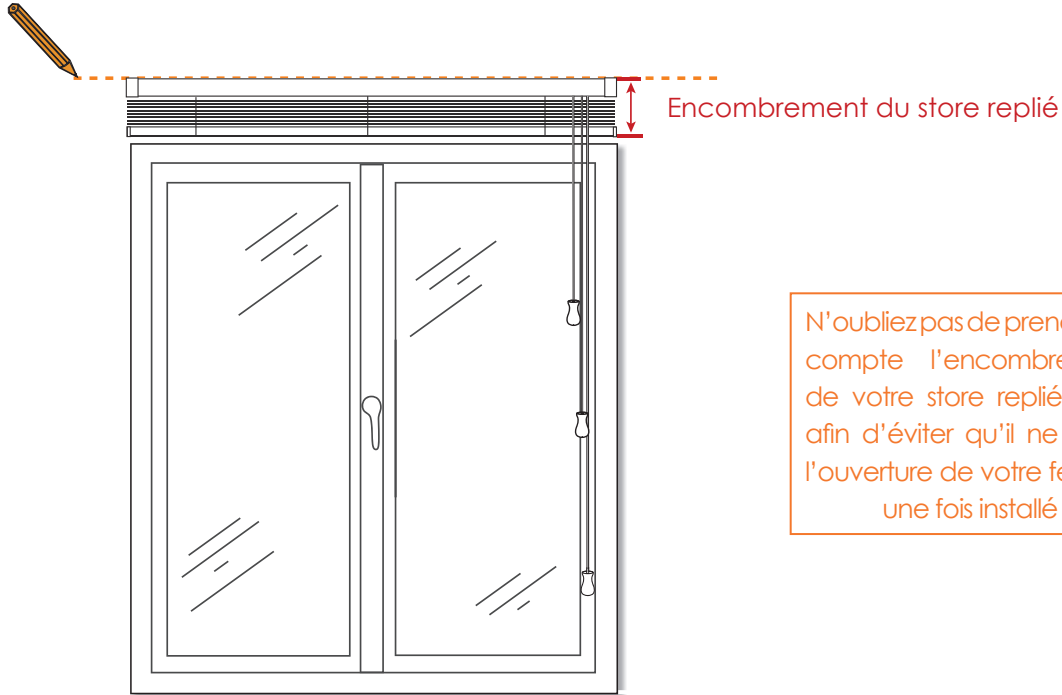 Encombrement du store replié
N'oubliez pas de
compte l'encombre
de votre store replié
afin d'éviter qu'il ne
l'ouverture de votre
une fois installé